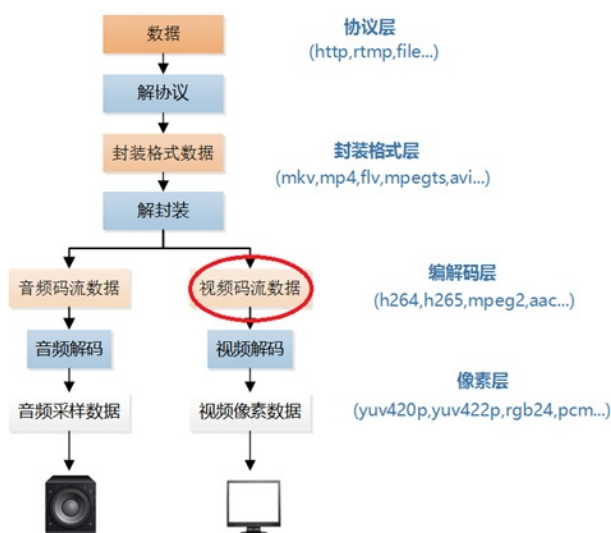 数据
协议层
(http,rtmp,file...)
解协议
封装格式数据
封装格式层
(mkv,mp4,flv,mpegts,avi...)
解封装
音频码流数据
视频码流数据
编解码层
(h264,h265,mpeg2,aac...)
音频解码
视频解码
像素层
(yuv420p,yuv422p,rgb24,pcm...)
音频采样数据
视频像素数据